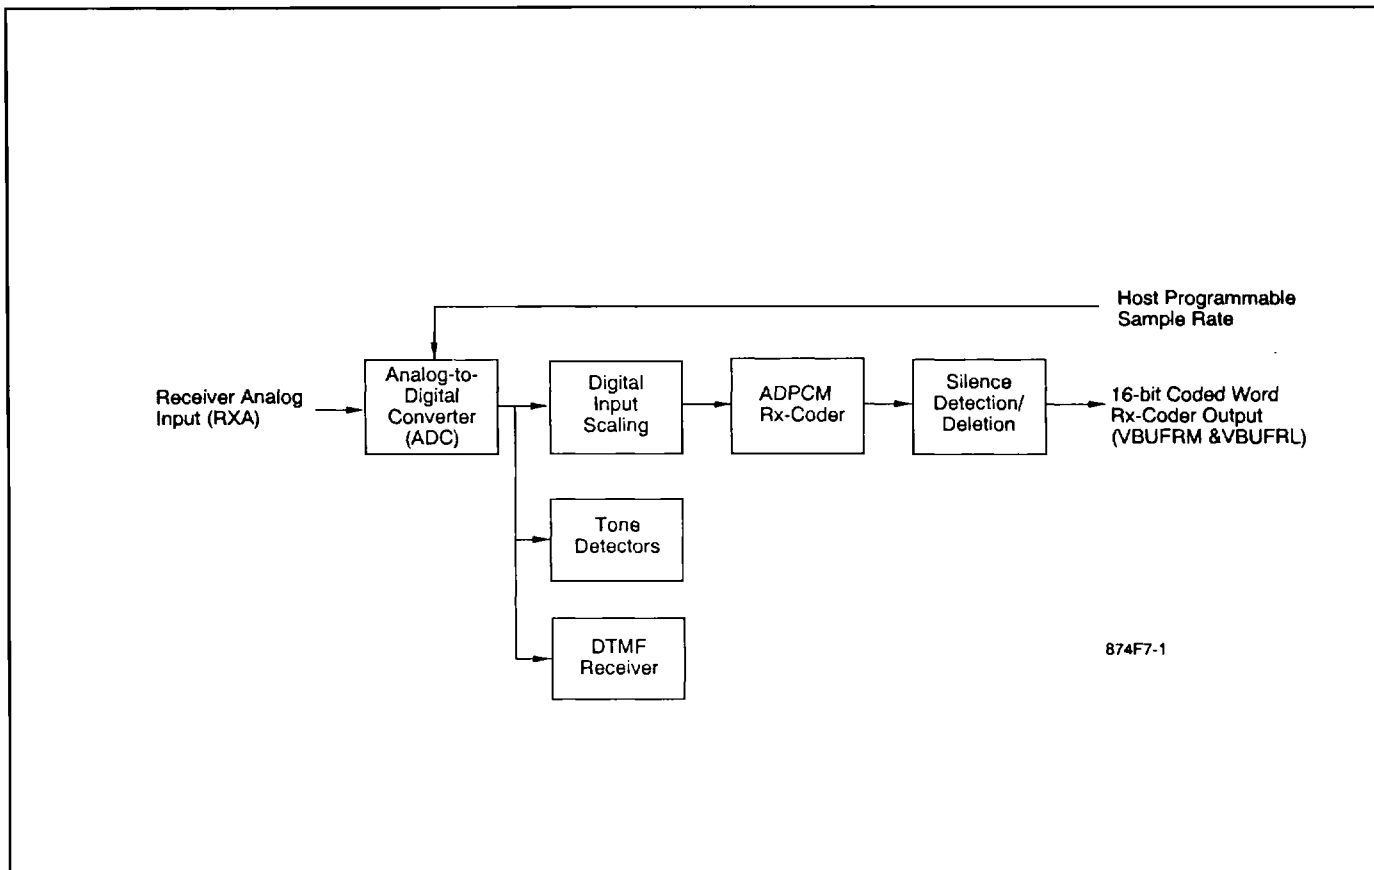 Host Programmable
Sample Rate
Receiver Analog
Input (RXA)
Analog-to-
Digital
Converter
(ADC)
Digital
Input
Scaling
ADPCM
Rx-Coder
Silence
Detection/
Deletion
16-bit Coded Word
Rx-Coder Output
(VBUFRM &VBUFRL)
Tone
Detectors
DTMF
Receiver
874F7-1